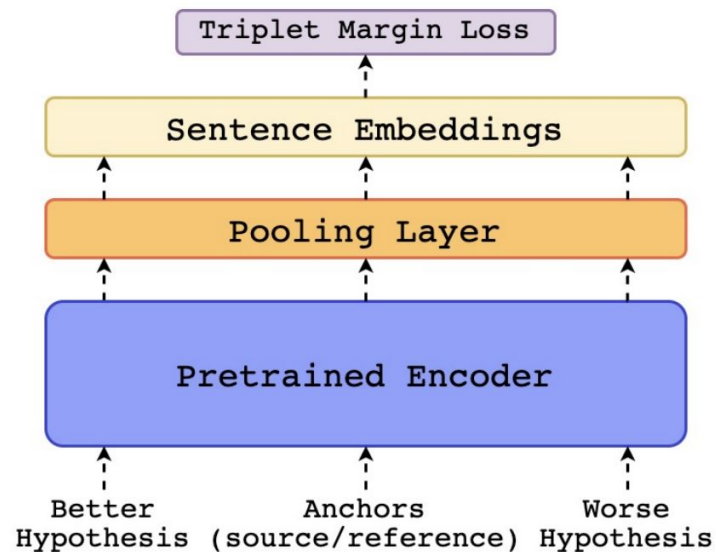 Triplet Margin Loss
Sentence Embeddings
Pooling Layer
Pretrained Encoder
Better Hypothesis
Anchors (source/reference)
Worse Hypothesis